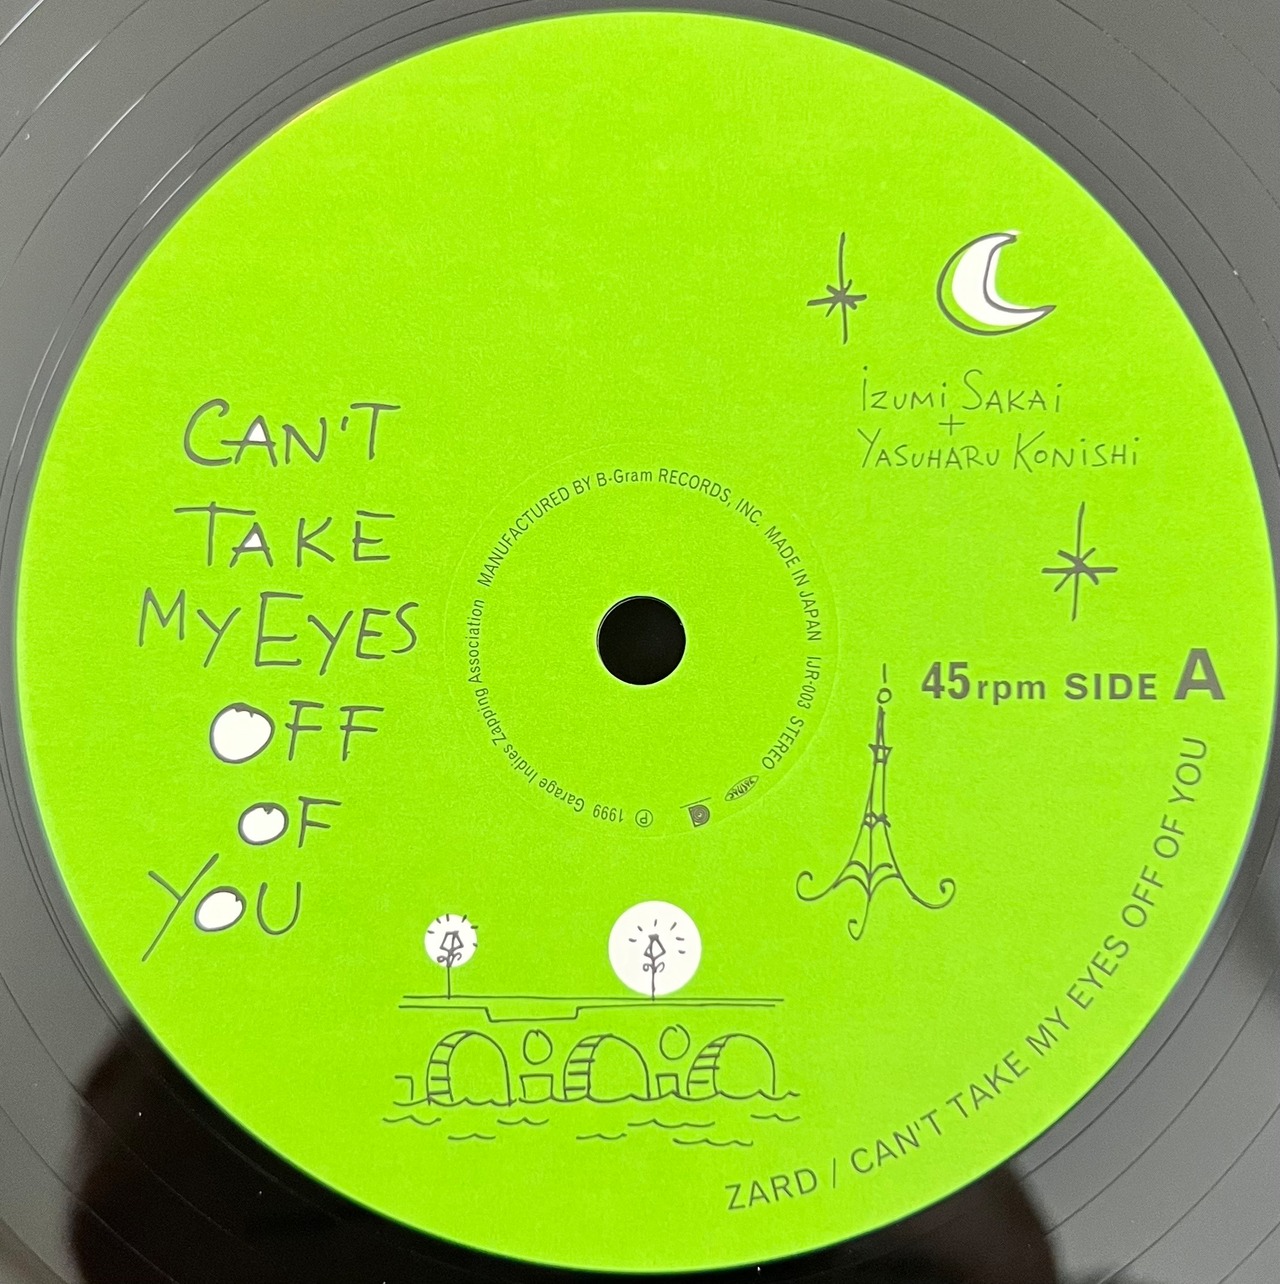 CAN'T
TAKE
MY EYES
OFF
OF
YOU
IZUMI SAKAI
+
YASUHARU KONISHI
45rpm SIDE A
MANUFACTURED BY B-Gram RECORDS, INC. MADE IN JAPAN IJR-003 STEREO
JASRAC
Ⓟ 1999 Garage Indies Zapping Association
ZARD / CAN'T TAKE MY EYES OFF OF YOU